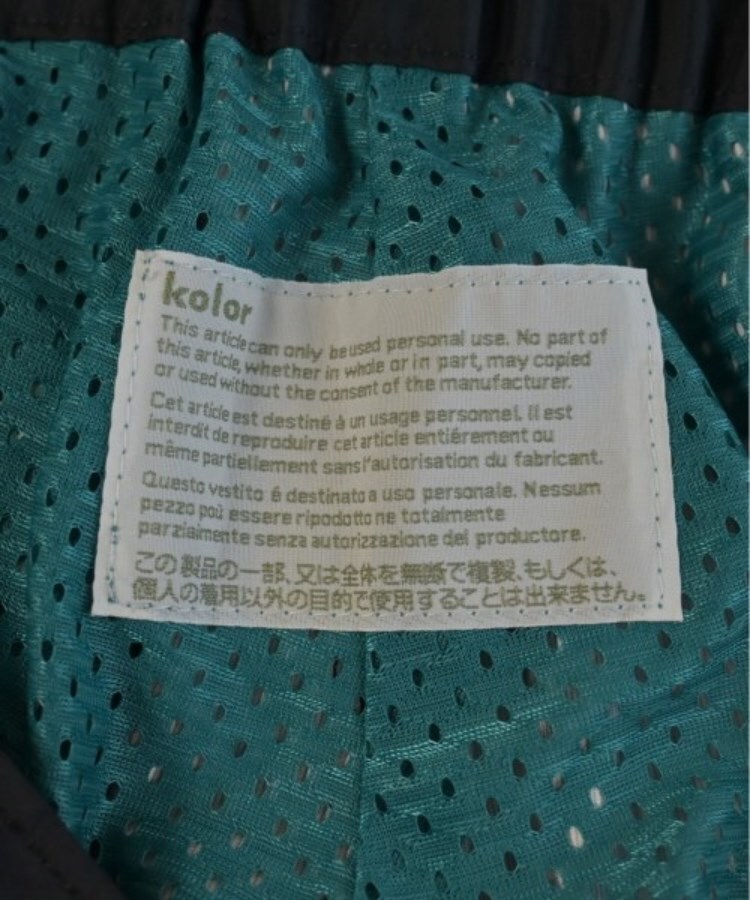 kolor
This article can only be used personal use. No part of
this article, whether in whole or in part, may copied
or used without the consent of the manufacturer.
Cet article est destiné à un usage personnel. Il est
interdit de reproduire cet article entiérement ou
même partiellement sans l'autorisation du fabricant.
Questo vestito é destinato a uso personale. Nessum
pezzo poù essere ripodotto ne totalmente
parzialmente senza autorizzazione del productore.
この製品の一部、又は全体を無断で複製、もしくは、
個人の着用以外の目的で使用することは出来ません。